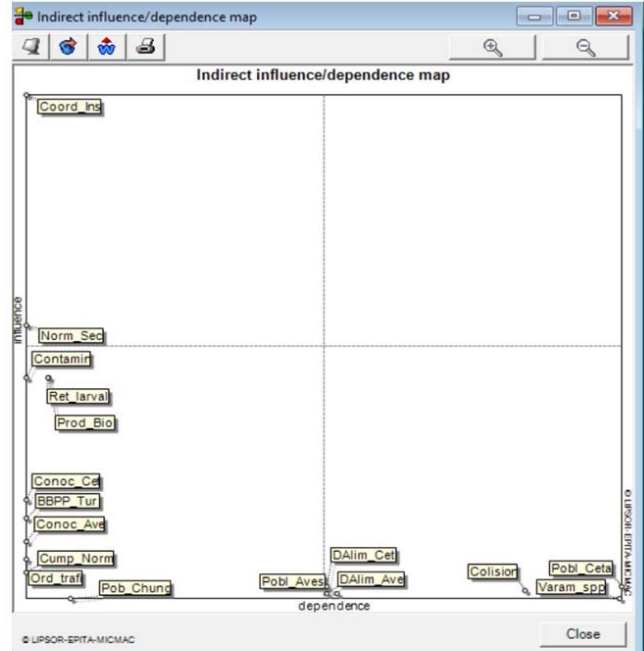 Indirect influence/dependence map
Indirect influence/dependence map
Coord_Ins
influence
Norm_Sec
Contamin
Ret_larval
Prod_Bio
Conoc_Cet
BBPP_Tur
Conoc_Ave
Cump_Norm
Ord_trafi
Pob_Chung
Pobl_Aves
DAlim_Cet
DAlim_Ave
Colision
Pobl_Ceta
Varam_spp
dependence
© LIPSOR-EPITA-MICMAC
© LIPSOR-EPITA-MICMAC
Close